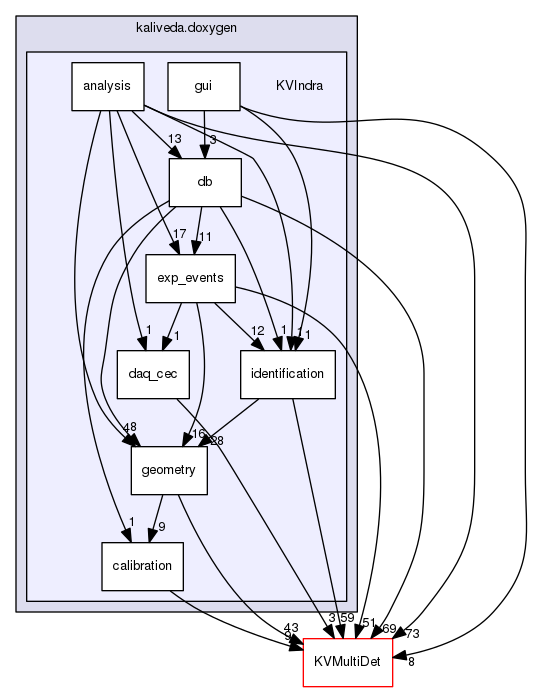 kaliveda.doxygen
analysis
gui
KVIndra
13
3
db
17
11
exp_events
1
1
12
1
1
daq_cec
identification
48
16
28
geometry
1
9
calibration
43
9
3
59
51
69
73
8
KVMultiDet